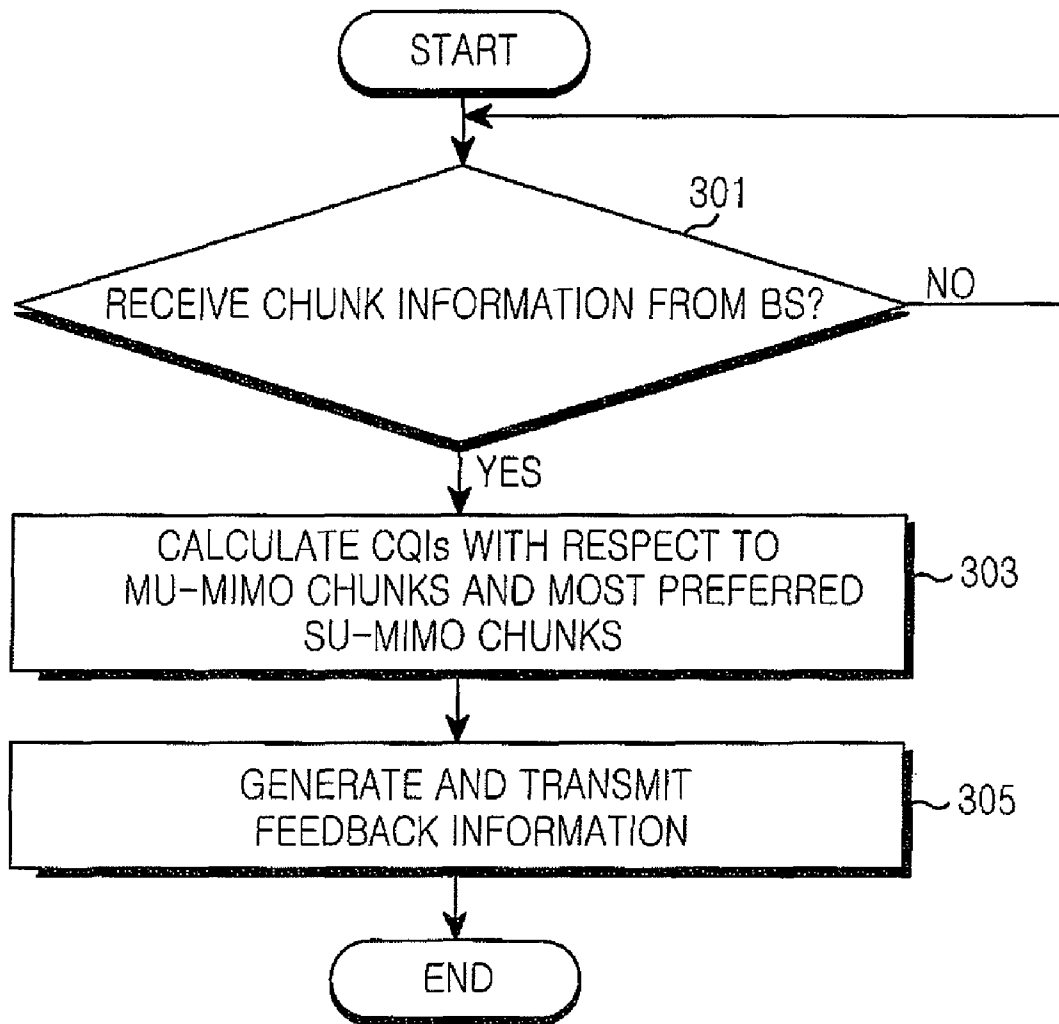 START
301
RECEIVE CHUNK INFORMATION FROM BS?
NO
YES
CALCULATE CQIs WITH RESPECT TO
MU-MIMO CHUNKS AND MOST PREFERRED
SU-MIMO CHUNKS
303
GENERATE AND TRANSMIT
FEEDBACK INFORMATION
305
END